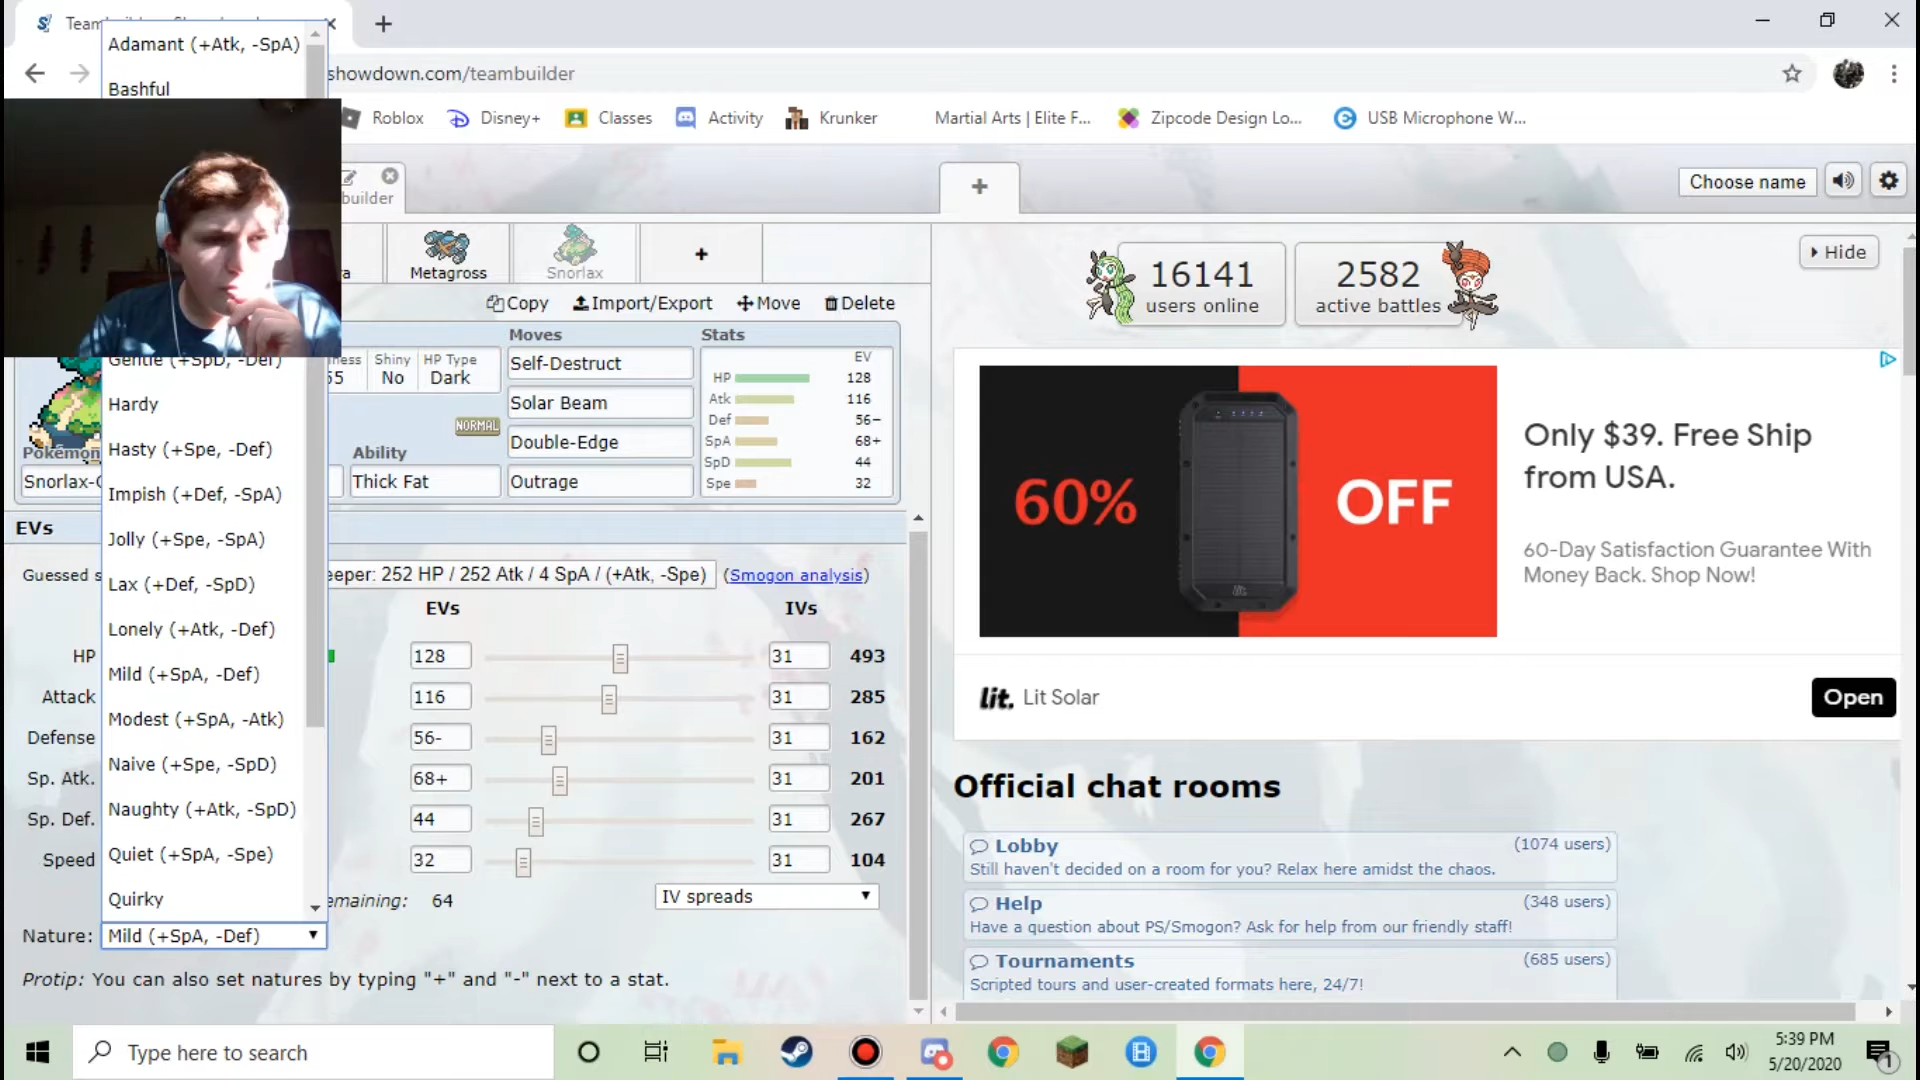 Adamant (+Atk, -SpA)
Bashful
showdown.com/teambuilder
Roblox
Disney+
Classes
Activity
Krunker
Martial Arts | Elite F...
Zipcode Design Lo...
USB Microphone W...
builder
+
Choose name
Metagross
Snorlax
+
16141
users online
2582
active battles
Hide
Copy
Import/Export
Move
Delete
Moves
Stats
Shiny
No
HP Type
Dark
Self-Destruct
Solar Beam
Double-Edge
Outrage
EV
HP 128
Atk 116
Def 56−
SpA 68+
SpD 44
Spe 32
NORMAL
Pokémon
Ability
Thick Fat
Gentle (+SpD, -Def)
Hardy
Hasty (+Spe, -Def)
Impish (+Def, -SpA)
Jolly (+Spe, -SpA)
Lax (+Def, -SpD)
Lonely (+Atk, -Def)
Mild (+SpA, -Def)
Modest (+SpA, -Atk)
Naive (+Spe, -SpD)
Naughty (+Atk, -SpD)
Quiet (+SpA, -Spe)
Quirky
EVs
Guessed s
eeper: 252 HP / 252 Atk / 4 SpA / (+Atk, -Spe)
(Smogon analysis)
EVs IVs
HP 128 31 493
Attack 116 31 285
Defense 56- 31 162
Sp. Atk. 68+ 31 201
Sp. Def. 44 31 267
Speed 32 31 104
emaining: 64
IV spreads
Nature: Mild (+SpA, -Def)
Protip: You can also set natures by typing "+" and "-" next to a stat.
60% OFF
Only $39. Free Ship
from USA.
60-Day Satisfaction Guarantee With
Money Back. Shop Now!
lit. Lit Solar
Open
Official chat rooms
Lobby (1074 users)
Still haven't decided on a room for you? Relax here amidst the chaos.
Help (348 users)
Have a question about PS/Smogon? Ask for help from our friendly staff!
Tournaments (685 users)
Scripted tours and user-created formats here, 24/7!
Type here to search
5:39 PM
5/20/2020
1